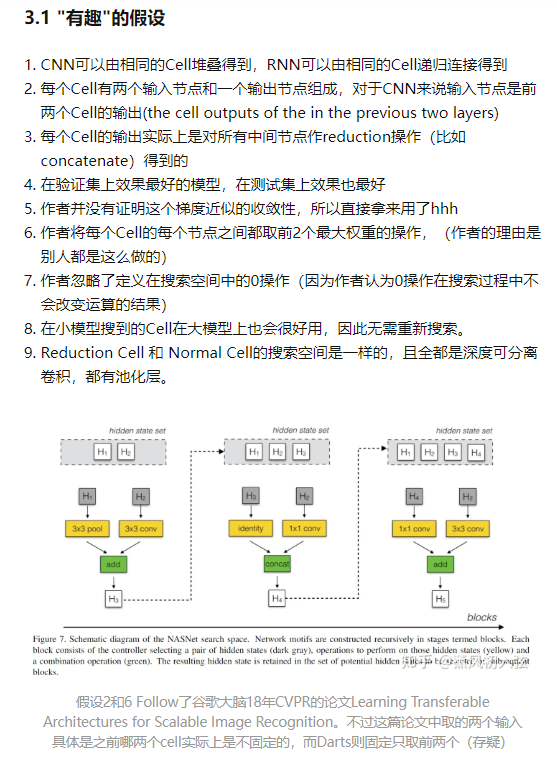 3.1 "有趣"的假设
1. CNN可以由相同的Cell堆叠得到，RNN可以由相同的Cell递归连接得到
2. 每个Cell有两个输入节点和一个输出节点组成，对于CNN来说输入节点是前
两个Cell的输出(the cell outputs of the in the previous two layers)
3. 每个Cell的输出实际上是对所有中间节点作reduction操作（比如
concatenate）得到的
4. 在验证集上效果最好的模型，在测试集上效果也最好
5. 作者并没有证明这个梯度近似的收敛性，所以直接拿来用了hhh
6. 作者将每个Cell的每个节点之间都取前2个最大权重的操作，（作者的理由是
别人都是这么做的）
7. 作者忽略了定义在搜索空间中的0操作（因为作者认为0操作在搜索过程中不
会改变运算的结果）
8. 在小模型搜到的Cell在大模型上也会很好用，因此无需重新搜索。
9. Reduction Cell 和 Normal Cell的搜索空间是一样的，且全都是深度可分离
卷积，都有池化层。
hidden state set hidden state set hidden state set
H1 H2 H1 H2 H3 H1 H2 H3 H4
H1 H2 H3 H2 H4 H2
3x3 pool 3x3 conv identity 1x1 conv 1x1 conv 3x3 conv
add concat add
H3 H4 H5
blocks
Figure 7. Schematic diagram of the NASNet search space. Network motifs are constructed recursively in stages termed blocks. Each
block consists of the controller selecting a pair of hidden states (dark gray), operations to perform on those hidden states (yellow) and
a combination operation (green). The resulting hidden state is retained in the set of potential hidden
blocks.
知乎
假设2和6 Follow了谷歌大脑18年CVPR的论文Learning Transferable
Architectures for Scalable Image Recognition。不过这篇论文中取的两个输入
具体是之前哪两个cell实际上是不固定的，而Darts则固定只取前两个（存疑）